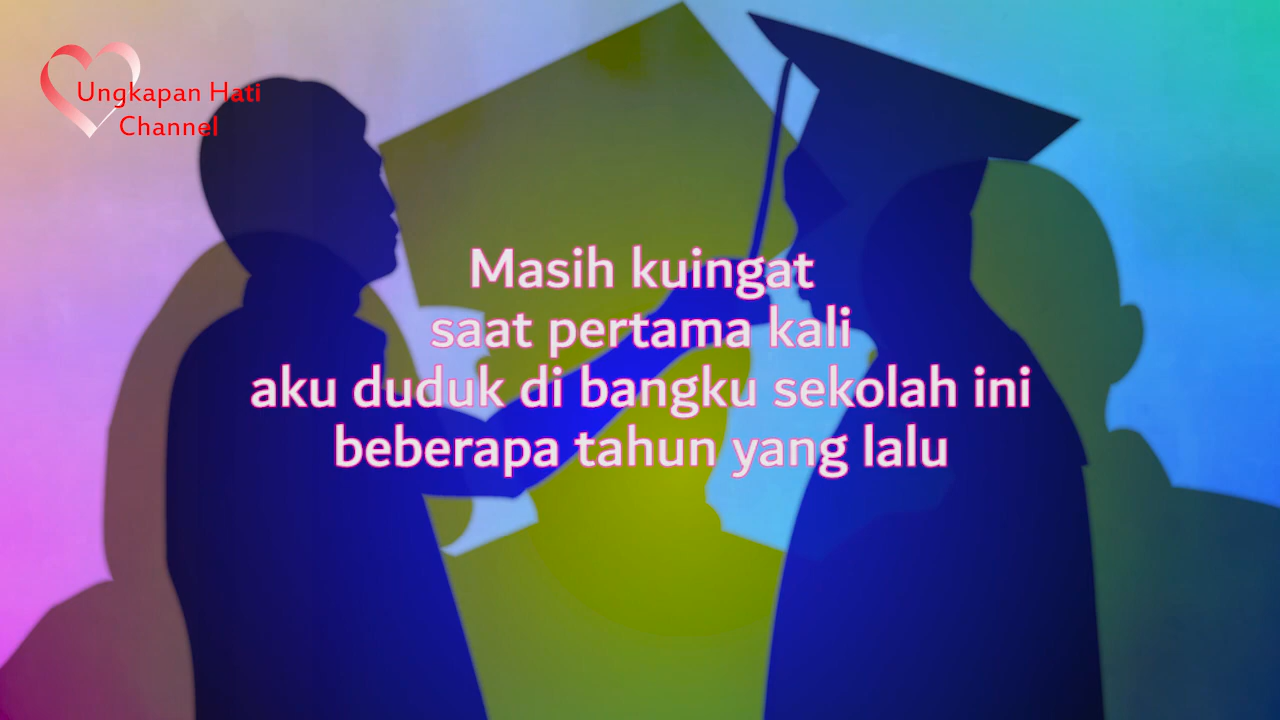 Ungkapan Hati
Channel
Masih kuingat
saat pertama kali
aku duduk di bangku sekolah ini
beberapa tahun yang lalu